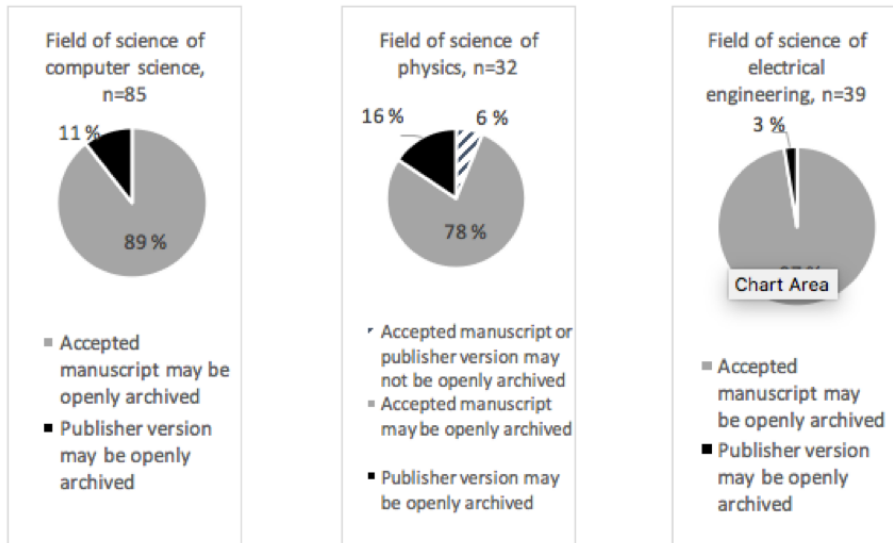 Field of science of
computer science,
n=85
11 %
89 %
Accepted
manuscript may be
openly archived
Publisher version
may be openly
archived
Field of science of
physics, n=32
16 %
6 %
78 %
Accepted manuscript or
publisher version may
not be openly archived
Accepted manuscript
may be openly archived
Publisher version may
be openly archived
Field of science of
electrical
engineering, n=39
3 %
Chart Area
Accepted
manuscript may
be openly archived
Publisher version
may be openly
archived